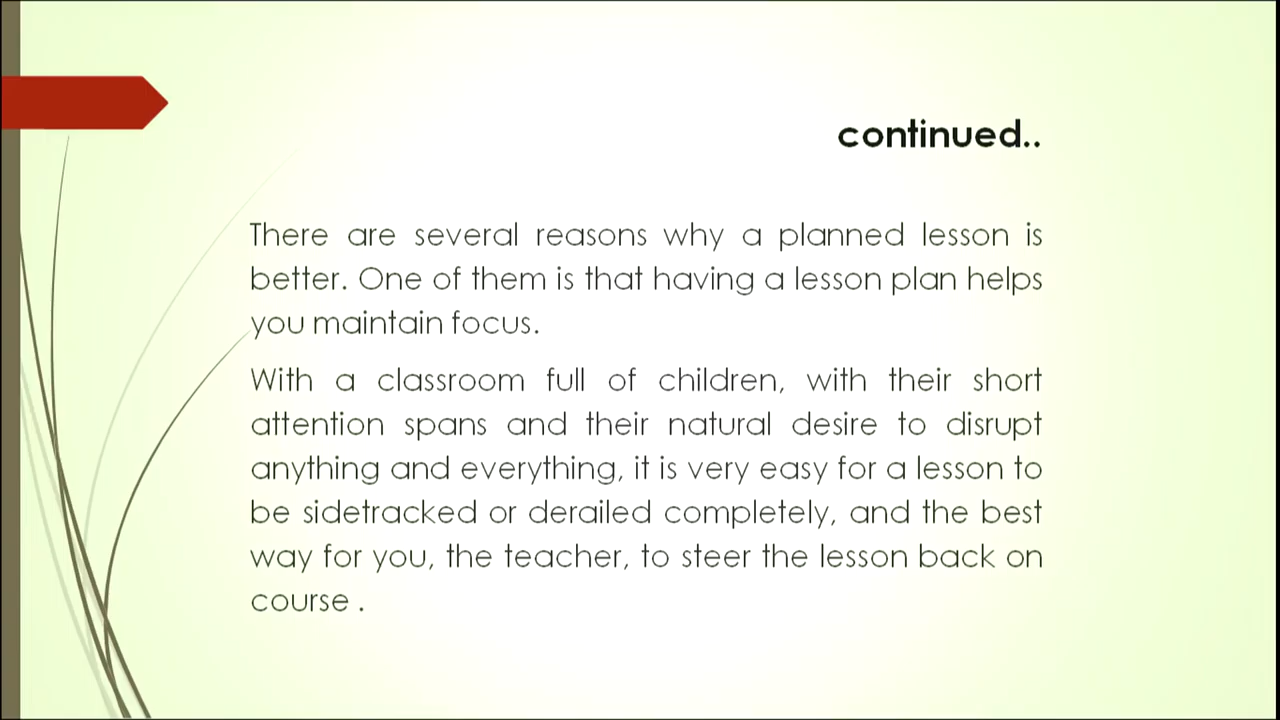 continued..
There are several reasons why a planned lesson is
better. One of them is that having a lesson plan helps
you maintain focus.
With a classroom full of children, with their short
attention spans and their natural desire to disrupt
anything and everything, it is very easy for a lesson to
be sidetracked or derailed completely, and the best
way for you, the teacher, to steer the lesson back on
course .